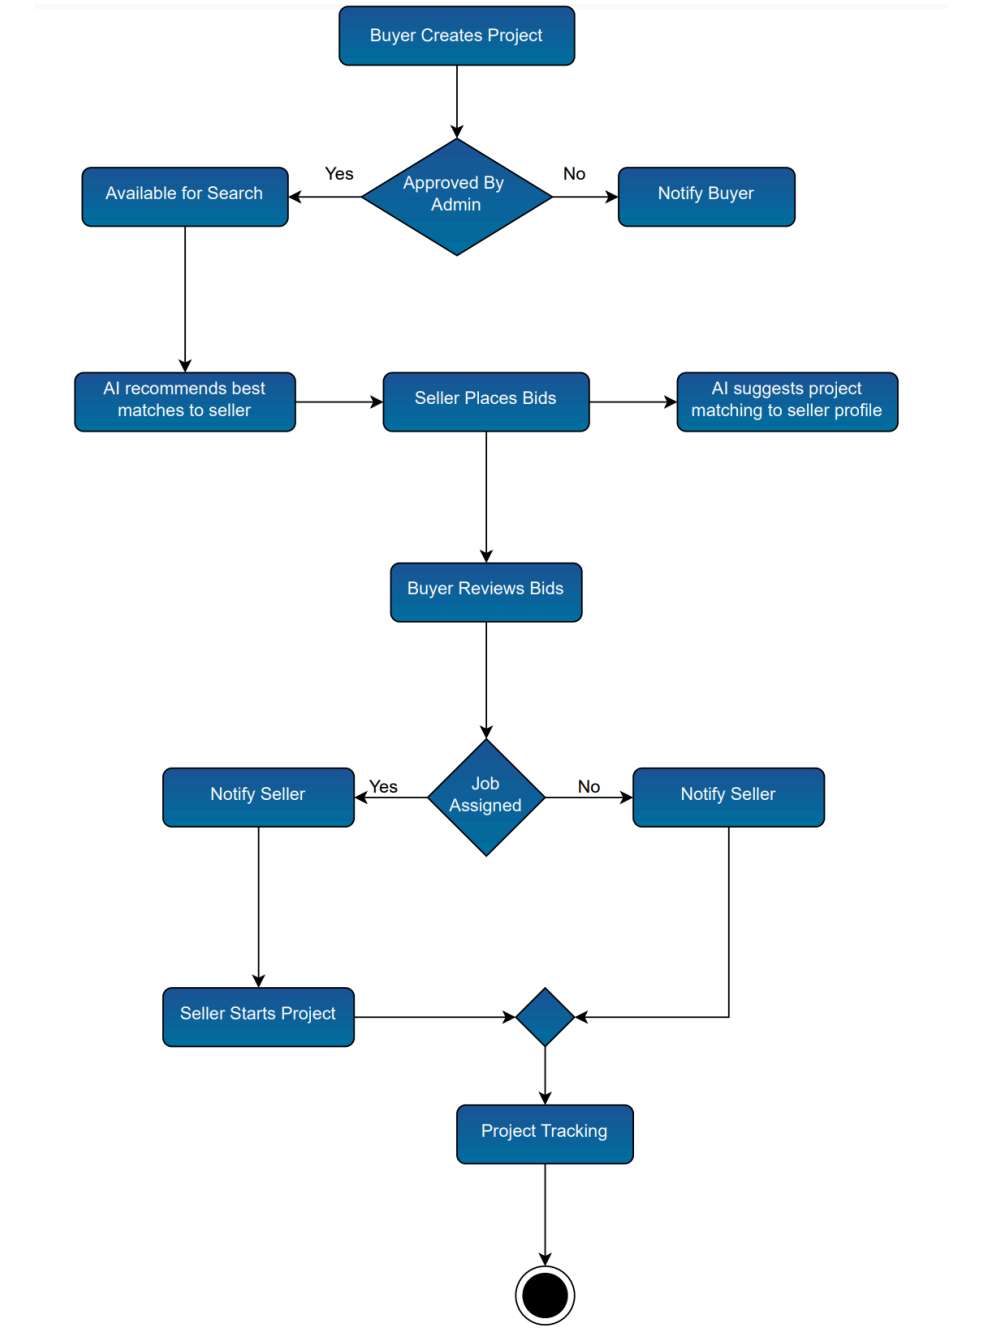 Buyer Creates Project
Yes
No
Available for Search
Approved By
Admin
Notify Buyer
AI recommends best
matches to seller
Seller Places Bids
AI suggests project
matching to seller profile
Buyer Reviews Bids
Notify Seller
Yes
Job
Assigned
No
Notify Seller
Seller Starts Project
Project Tracking